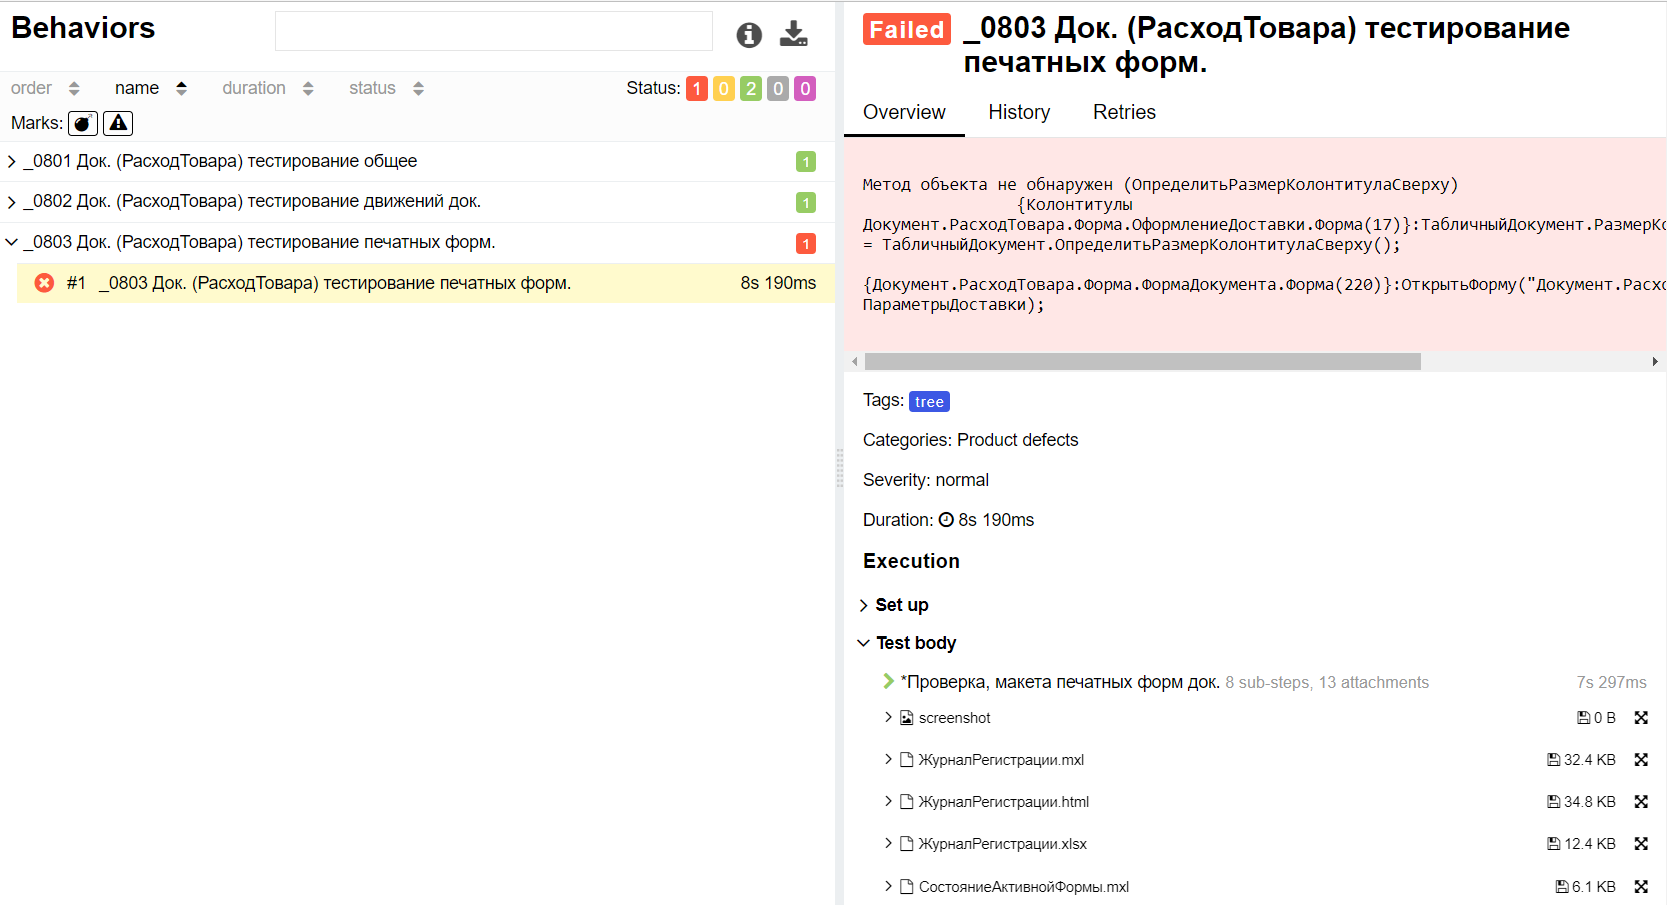 Behaviors
order name duration status Status: 1 0 2 0 0
Marks:
_0801 Док. (РасходТовара) тестирование общее 1
_0802 Док. (РасходТовара) тестирование движений док. 1
_0803 Док. (РасходТовара) тестирование печатных форм. 1
#1 _0803 Док. (РасходТовара) тестирование печатных форм. 8s 190ms
Failed _0803 Док. (РасходТовара) тестирование
печатных форм.
Overview History Retries
Метод объекта не обнаружен (ОпределитьРазмерКолонтитулаСверху)
{Колонтитулы
Документ.РасходТовара.Форма.ОформлениеДоставки.Форма(17)}:ТабличныйДокумент.РазмерКо
= ТабличныйДокумент.ОпределитьРазмерКолонтитулаСверху();
{Документ.РасходТовара.Форма.ФормаДокумента.Форма(220)}:ОткрытьФорму("Документ.Расхо
ПараметрыДоставки);
Tags: tree
Categories: Product defects
Severity: normal
Duration: 8s 190ms
Execution
Set up
Test body
*Проверка, макета печатных форм док. 8 sub-steps, 13 attachments 7s 297ms
screenshot 0 B
ЖурналРегистрации.mxl 32.4 KB
ЖурналРегистрации.html 34.8 KB
ЖурналРегистрации.xlsx 12.4 KB
СостояниеАктивнойФормы.mxl 6.1 KB